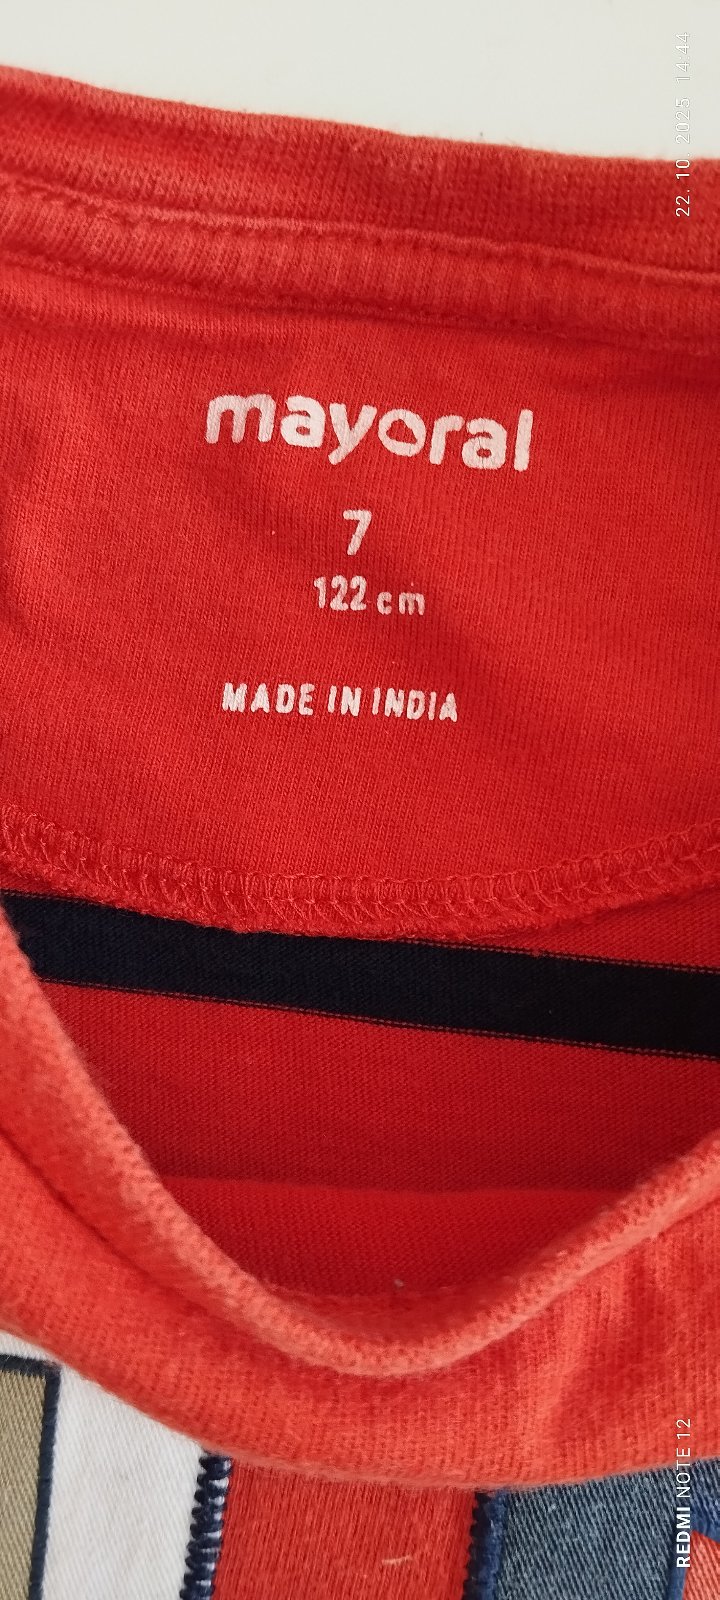 mayoral
7
122 cm
MADE IN INDIA
22. 10. 2025 14:44
REDMI NOTE 12